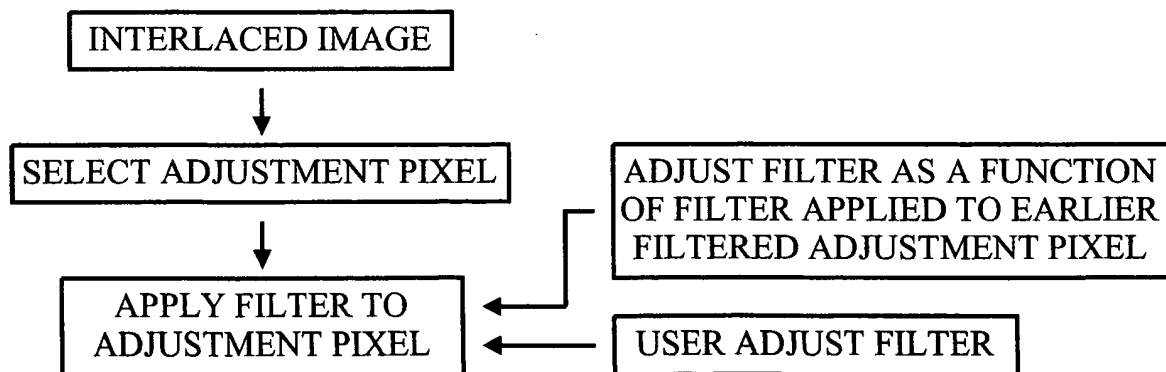 INTERLACED IMAGE
SELECT ADJUSTMENT PIXEL
ADJUST FILTER AS A FUNCTION
OF FILTER APPLIED TO EARLIER
FILTERED ADJUSTMENT PIXEL
APPLY FILTER TO
ADJUSTMENT PIXEL
USER ADJUST FILTER